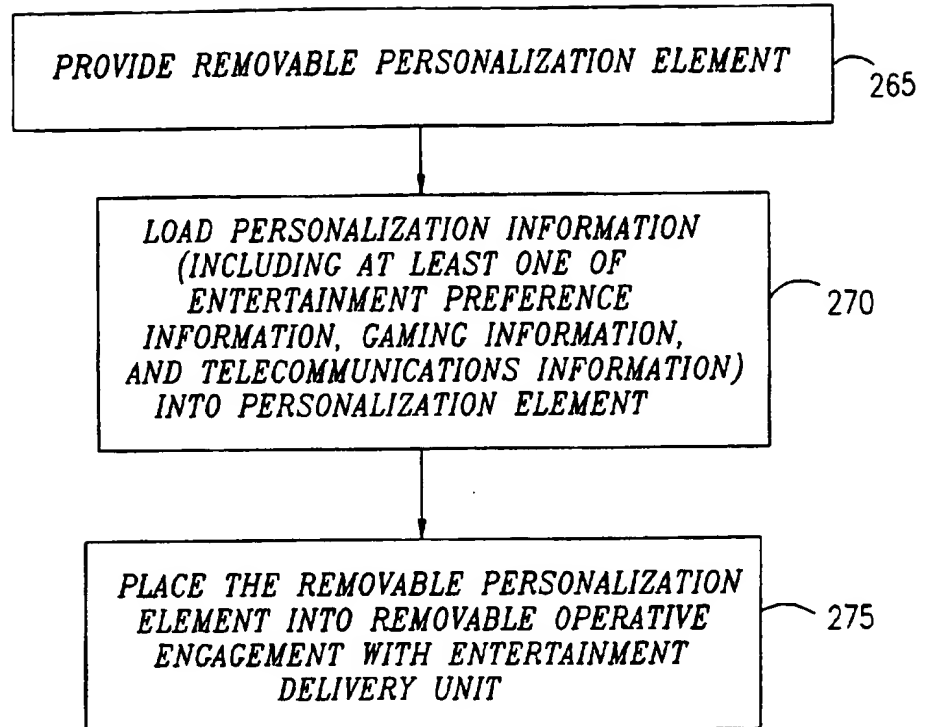 PROVIDE REMOVABLE PERSONALIZATION ELEMENT
265
LOAD PERSONALIZATION INFORMATION
(INCLUDING AT LEAST ONE OF
ENTERTAINMENT PREFERENCE
INFORMATION, GAMING INFORMATION,
AND TELECOMMUNICATIONS INFORMATION)
INTO PERSONALIZATION ELEMENT
270
PLACE THE REMOVABLE PERSONALIZATION
ELEMENT INTO REMOVABLE OPERATIVE
ENGAGEMENT WITH ENTERTAINMENT
DELIVERY UNIT
275